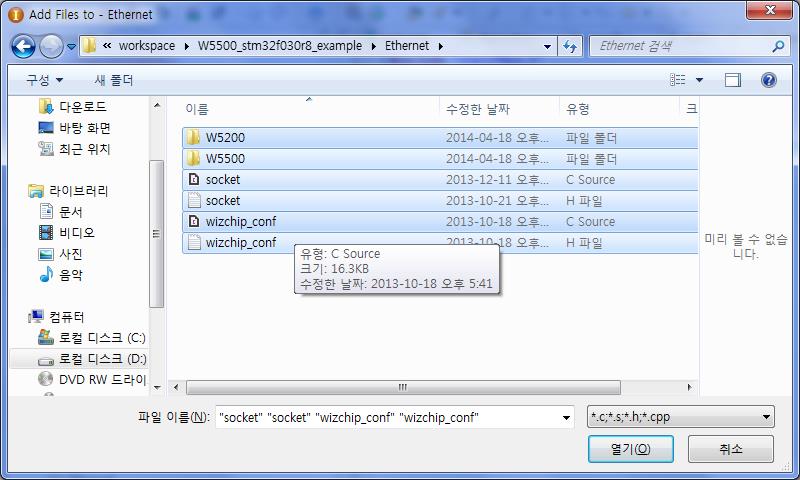 Add Files to - Ethernet
« workspace ▸ W5500_stm32f030r8_example ▸ Ethernet ▸
Ethernet 검색
구성 새 폴더
이름 수정한 날짜 유형 크
다운로드
바탕 화면
최근 위치
라이브러리
문서
비디오
사진
음악
컴퓨터
로컬 디스크 (C:)
로컬 디스크 (D:)
DVD RW 드라이
W5200 2014-04-18 오후... 파일 폴더
W5500 2014-04-18 오후... 파일 폴더
socket 2013-12-11 오후... C Source
socket 2013-10-21 오후... H 파일
wizchip_conf 2013-10-18 오후... C Source
wizchip_conf 2013-10-18 오후... H 파일
유형: C Source
크기: 16.3KB
수정한 날짜: 2013-10-18 오후 5:41
미리 볼 수 없습
니다.
파일 이름(N): "socket" "socket" "wizchip_conf" "wizchip_conf"
*.c;*.s;*.h;*.cpp
열기(O) 취소